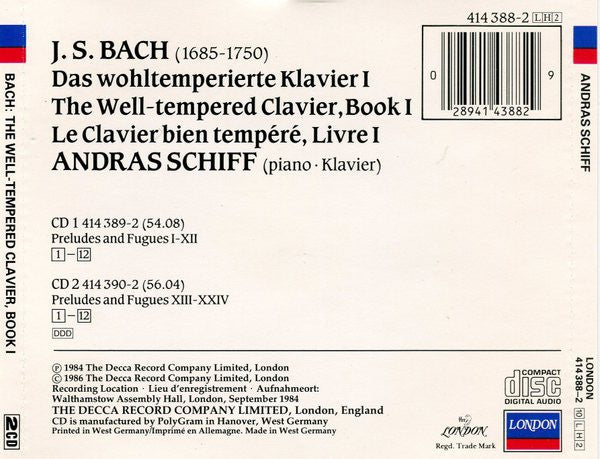 414 388-2 LH2
J. S. BACH (1685-1750)
Das wohltemperierte Klavier I
The Well-tempered Clavier, Book I
Le Clavier bien tempéré, Livre I
ANDRAS SCHIFF (piano · Klavier)
0 28941 43882 9
CD 1 414 389-2 (54.08)
Preludes and Fugues I-XII
1–12
CD 2 414 390-2 (56.04)
Preludes and Fugues XIII-XXIV
1–12
DDD
Ⓟ 1984 The Decca Record Company Limited, London
© 1986 The Decca Record Company Limited, London
Recording Location · Lieu d'enregistrement · Aufnahmeort:
Walthamstow Assembly Hall, London, September 1984
THE DECCA RECORD COMPANY LIMITED, London, England
CD is manufactured by PolyGram in Hanover, West Germany
Printed in West Germany/Imprimé en Allemagne. Made in West Germany
the
LONDON
Regd. Trade Mark
COMPACT
disc
DIGITAL AUDIO
LONDON
BACH: THE WELL-TEMPERED CLAVIER, BOOK I
2CD
ANDRAS SCHIFF
LONDON
414 388-2 10 L H 2